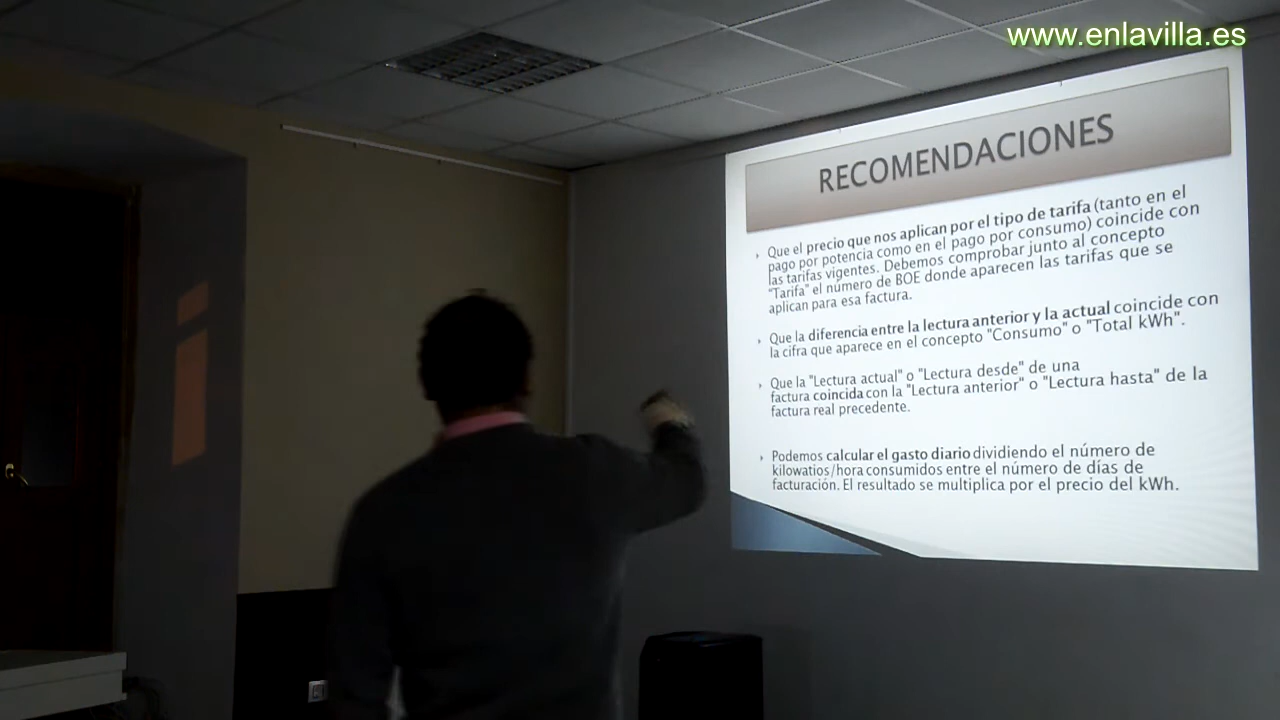 www.enlavilla.es
RECOMENDACIONES
Que el precio que nos aplican por el tipo de tarifa (tanto en el
pago por potencia como en el pago por consumo) coincide con
las tarifas vigentes. Debemos comprobar junto al concepto
"Tarifa" el número de BOE donde aparecen las tarifas que se
aplican para esa factura.
Que la diferencia entre la lectura anterior y la actual coincide con
la cifra que aparece en el concepto "Consumo" o "Total kWh".
Que la "Lectura actual" o "Lectura desde" de una
factura coincida con la "Lectura anterior" o "Lectura hasta" de la
factura real precedente.
Podemos calcular el gasto diario dividiendo el número de
kilowatios/hora consumidos entre el número de días de
facturación. El resultado se multiplica por el precio del kWh.